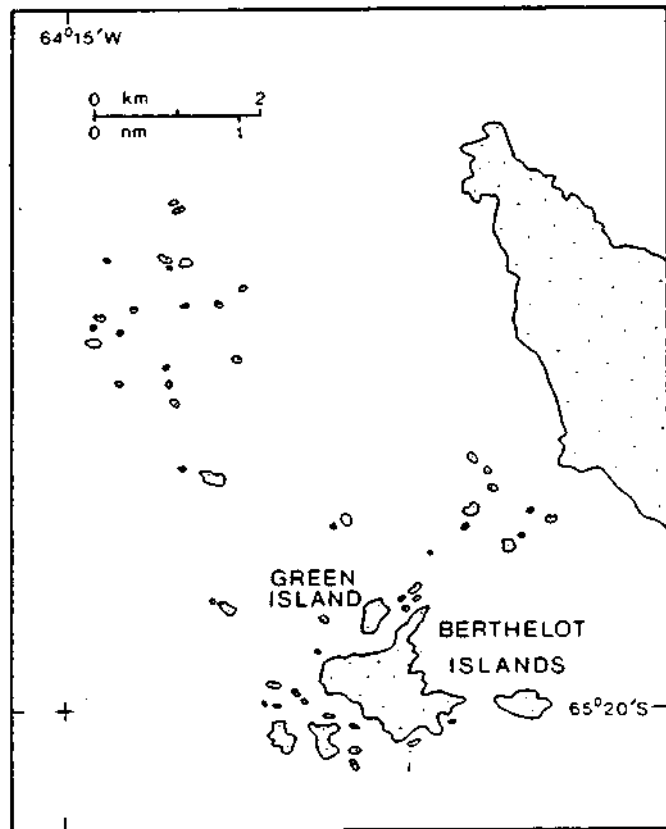 64°15'W
0 km 2
0 nm 1
GREEN
ISLAND
BERTHELOT
ISLANDS
65°20'S